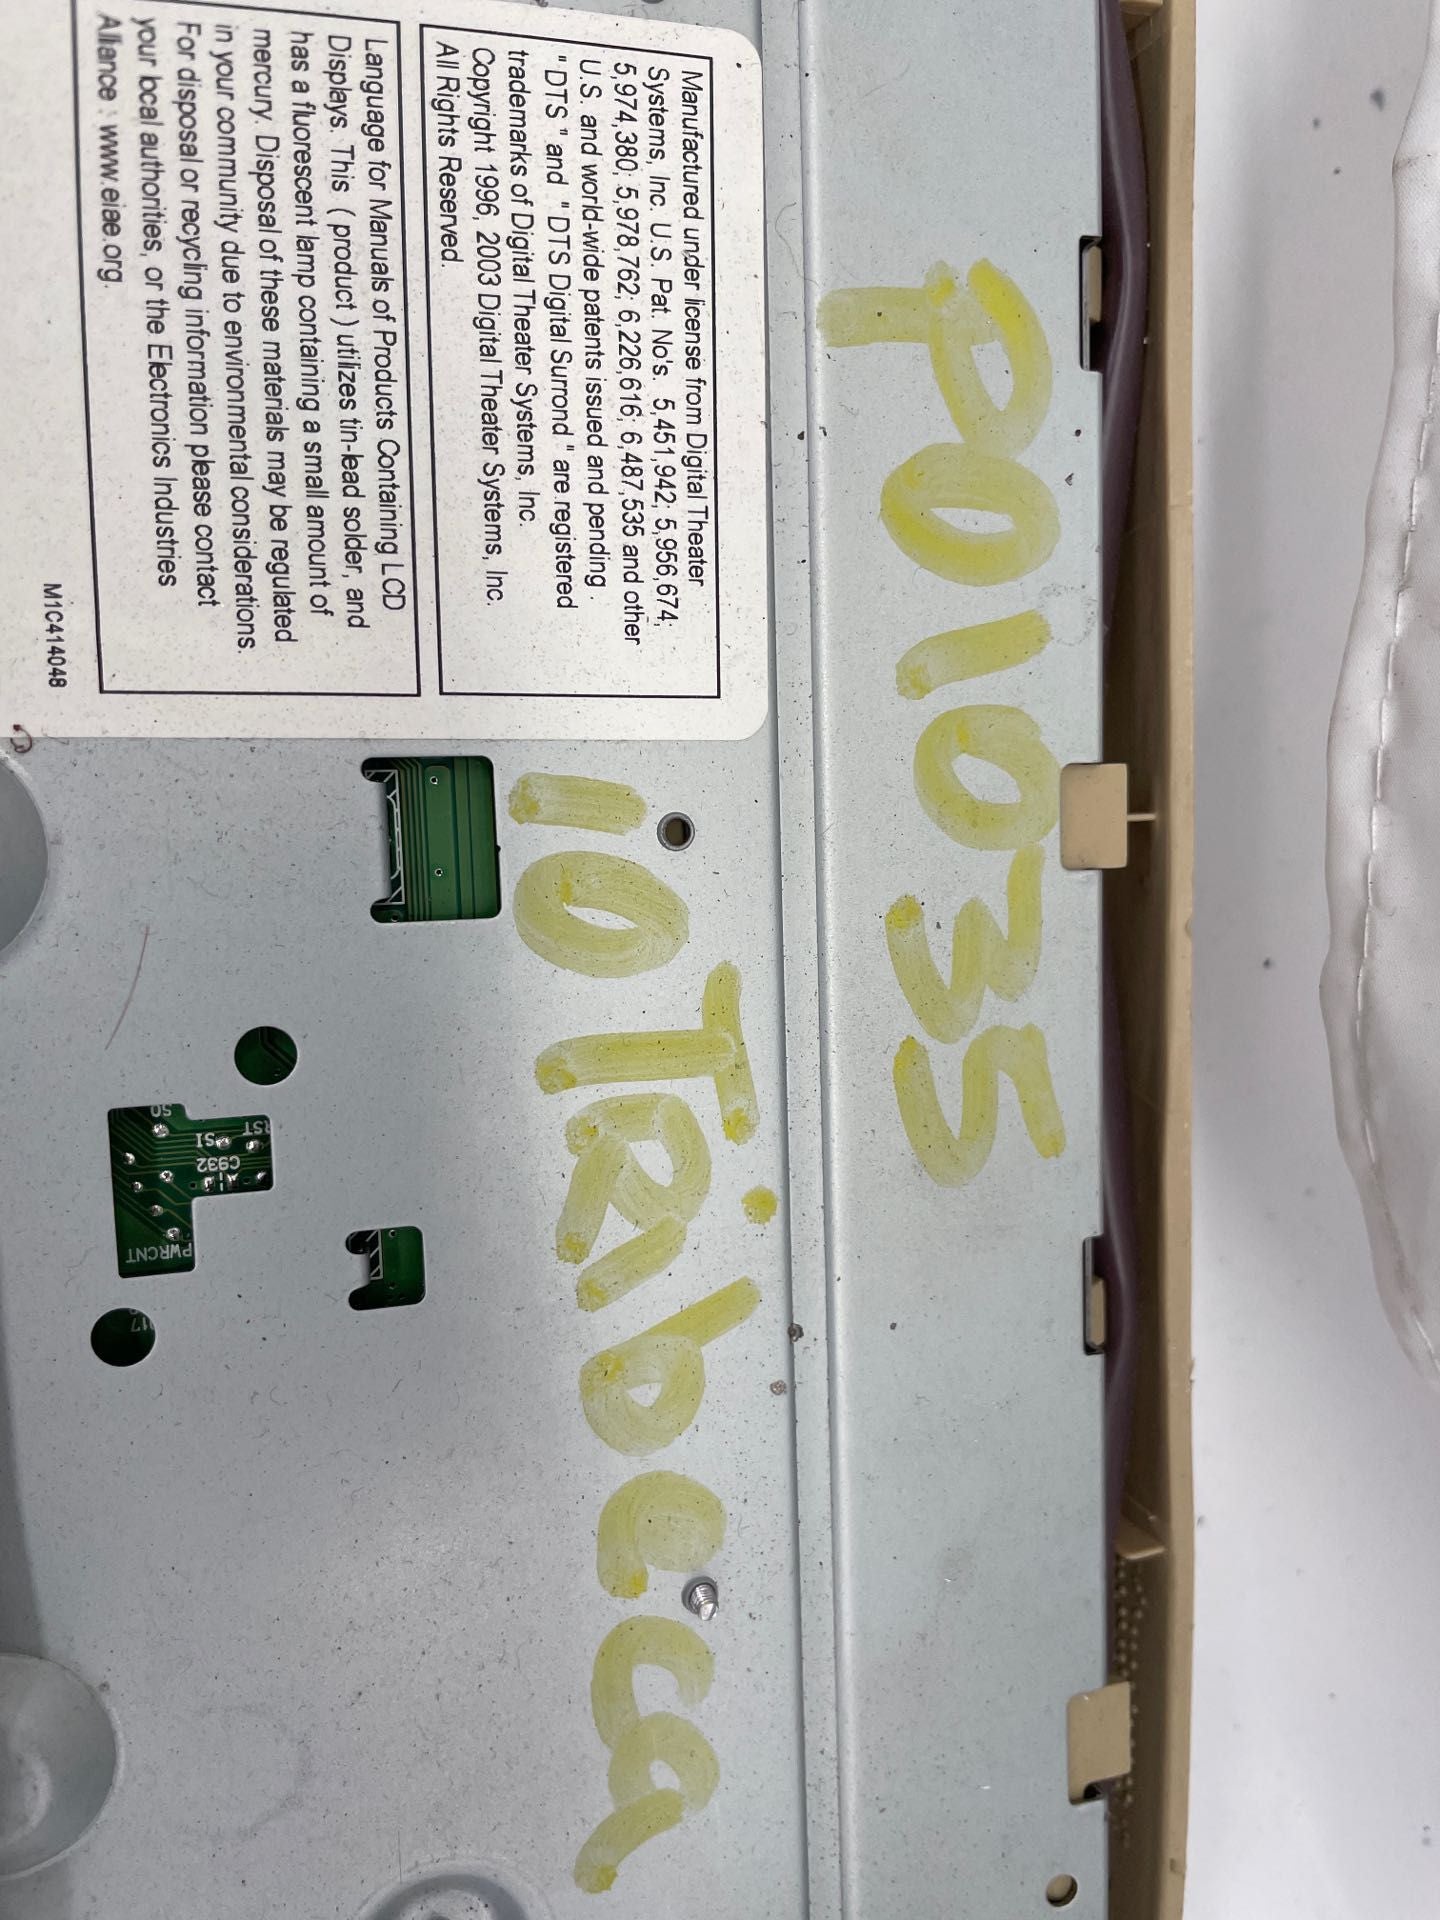 P01035
10 Tribeca
Manufactured under license from Digital Theater
Systems, Inc. U.S. Pat. No's. 5,451,942; 5,956,674;
5,974,380; 5,978,762; 6,226,616; 6,487,535 and other
U.S. and world-wide patents issued and pending.
" DTS " and " DTS Digital Surrond " are registered
trademarks of Digital Theater Systems, Inc.
Copyright 1996, 2003 Digital Theater Systems, Inc.
All Rights Reserved.
Language for Manuals of Products Containing LCD
Displays. This ( product ) utilizes tin-lead solder, and
has a fluorescent lamp containing a small amount of
mercury. Disposal of these materials may be regulated
in your community due to environmental considerations.
For disposal or recycling information please contact
your local authorities, or the Electronics Industries
Alliance : www.eiae.org.
M1C414048
RST
SI
SO
C932
PWRCNT